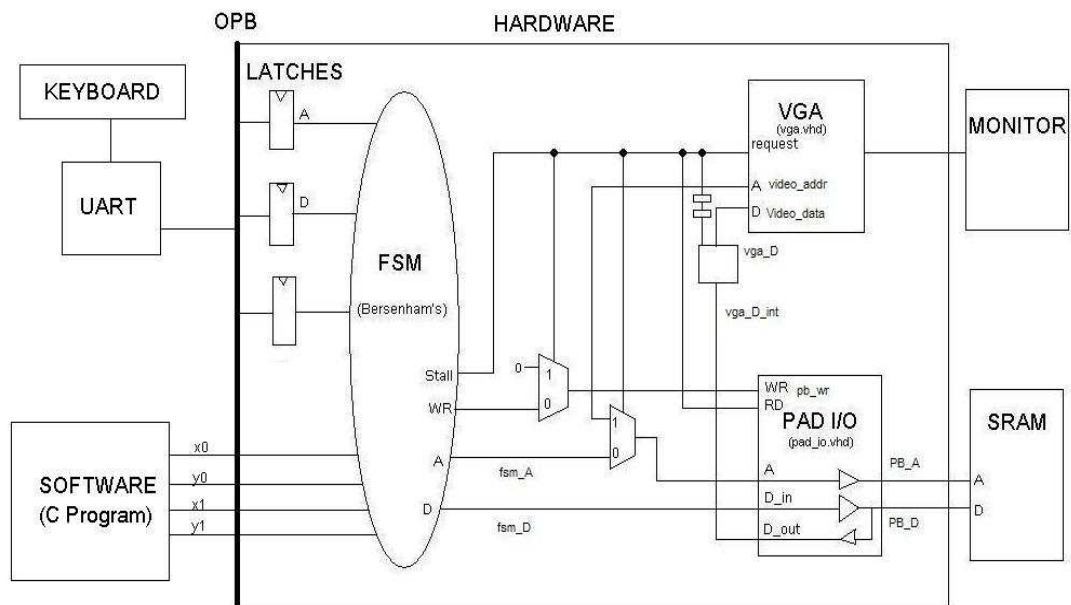 OPB
HARDWARE
LATCHES
KEYBOARD
UART
A
D
FSM
(Bersenham's)
Stall
WR
A
D
VGA
(vga.vhd)
request
A video_addr
D Video_data
MONITOR
vga_D
vga_D_int
0
1
0
1
0
WR pb_wr
RD
PAD I/O
(pad_io.vhd)
A
D_in
D_out
fsm_A
fsm_D
PB_A
PB_D
SRAM
A
D
SOFTWARE
(C Program)
x0
y0
x1
y1